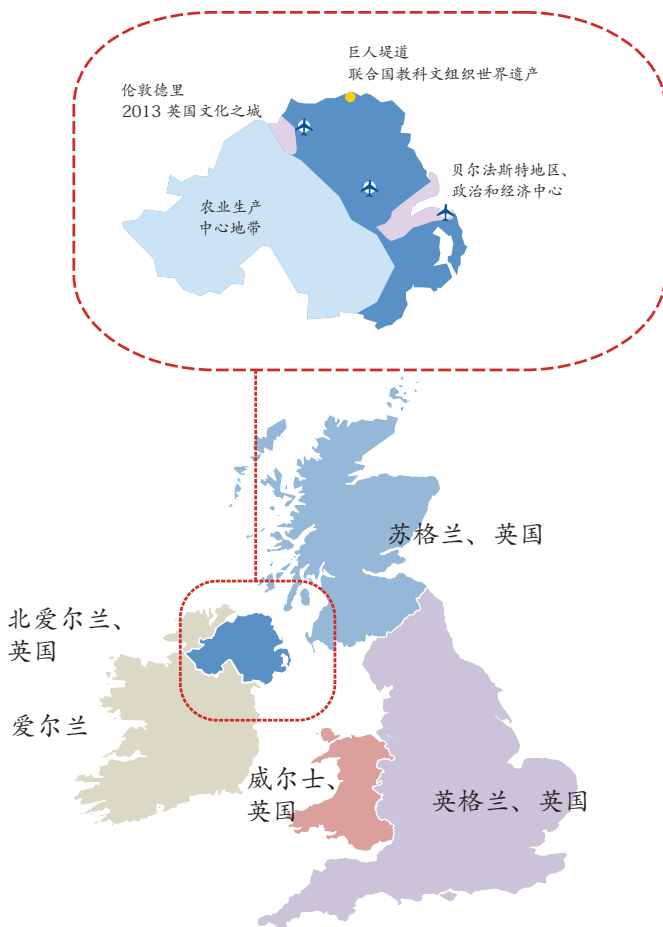 巨人堤道
联合国教科文组织世界遗产
伦敦德里
2013 英国文化之城
贝尔法斯特地区、
政治和经济中心
农业生产
中心地带
苏格兰、英国
北爱尔兰、
英国
爱尔兰
威尔士、
英国
英格兰、英国